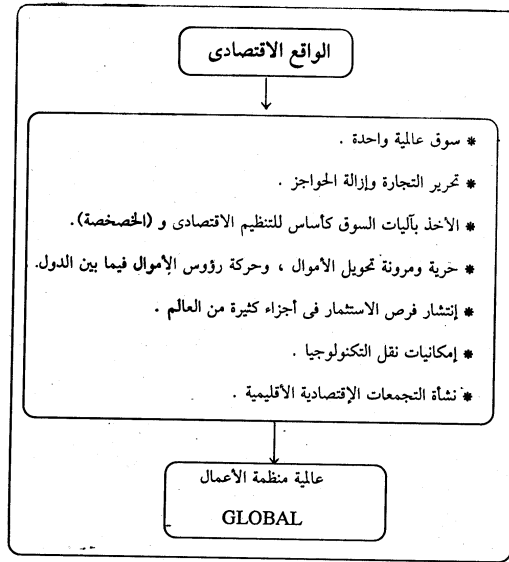 الواقع الاقتصادى
* سوق عالمية واحدة .
* تحرير التجارة وإزالة الحواجز .
* الأخذ بآليات السوق كأساس للتنظيم الاقتصادى و (الخصخصة).
* حرية ومرونة تحويل الأموال ، وحركة رؤوس الأموال فيما بين الدول.
* إنتشار فرص الاستثمار فى أجزاء كثيرة من العالم .
* إمكانيات نقل التكنولوجيا .
* نشأة التجمعات الإقتصادية الأقليمية .
عالمية منظمة الأعمال
GLOBAL